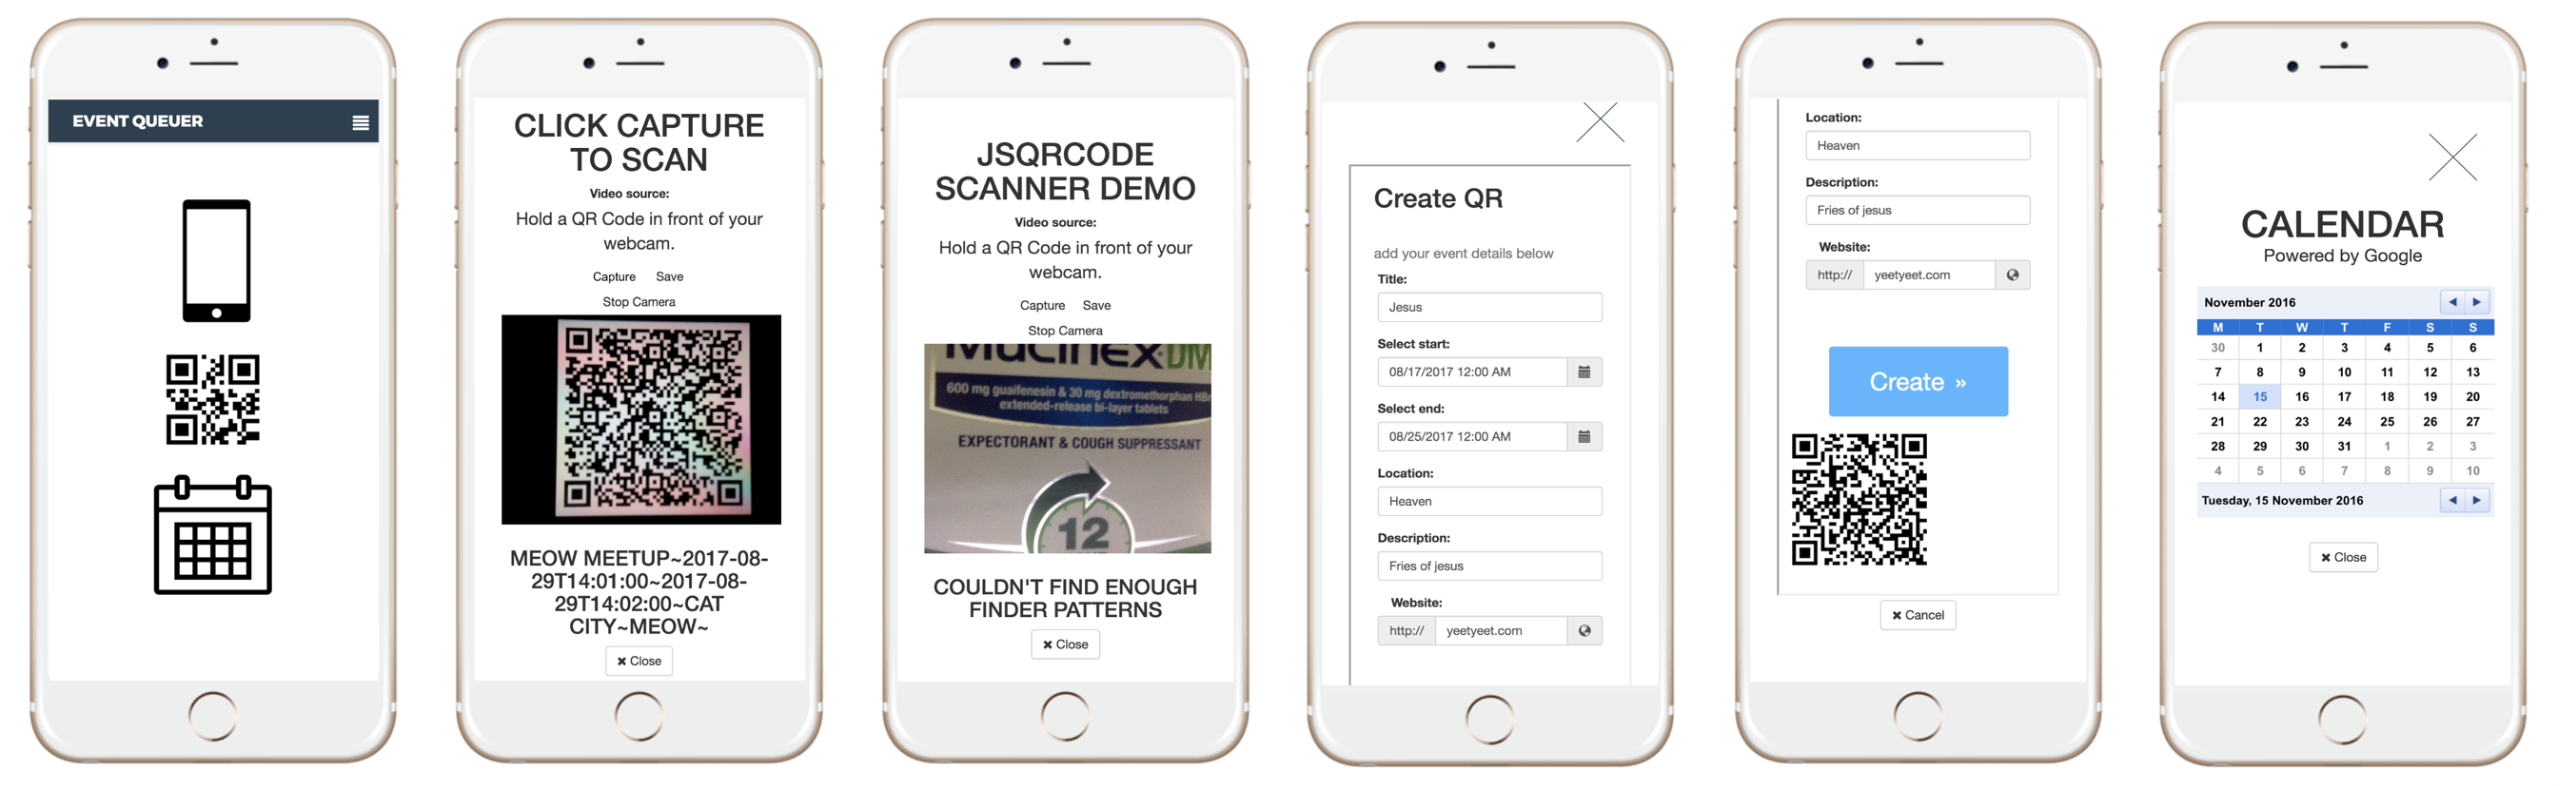 EVENT QUEUER
CLICK CAPTURE
TO SCAN
Video source:
Hold a QR Code in front of your
webcam.
Capture Save
Stop Camera
MEOW MEETUP~2017-08-
29T14:01:00~2017-08-
29T14:02:00~CAT
CITY~MEOW~
✖ Close
JSQRCODE
SCANNER DEMO
Video source:
Hold a QR Code in front of your
webcam.
Capture Save
Stop Camera
Mucinex DM
600 mg guaifenesin & 30 mg dextromethorphan HBr
extended-release bi-layer tablets
EXPECTORANT & COUGH SUPPRESSANT
12
COULDN'T FIND ENOUGH
FINDER PATTERNS
✖ Close
Create QR
add your event details below
Title:
Jesus
Select start:
08/17/2017 12:00 AM
Select end:
08/25/2017 12:00 AM
Location:
Heaven
Description:
Fries of jesus
Website:
http:// yeetyeet.com
Location:
Heaven
Description:
Fries of jesus
Website:
http:// yeetyeet.com
Create »
✖ Cancel
CALENDAR
Powered by Google
November 2016
M T W T F S S
30 1 2 3 4 5 6
7 8 9 10 11 12 13
14 15 16 17 18 19 20
21 22 23 24 25 26 27
28 29 30 31 1 2 3
4 5 6 7 8 9 10
Tuesday, 15 November 2016
✖ Close